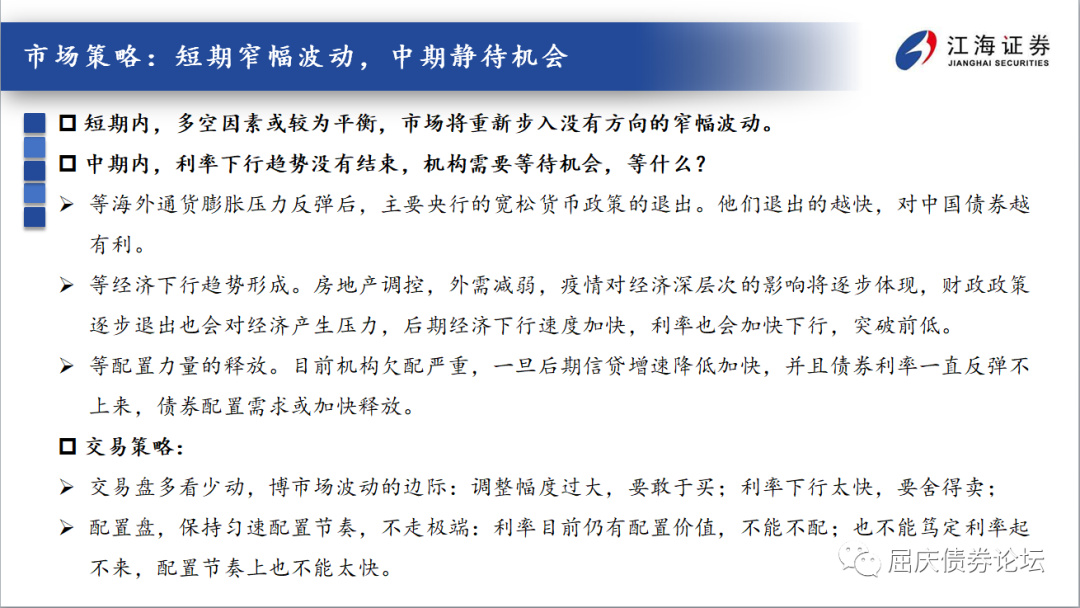 市场策略：短期窄幅波动，中期静待机会
江海证券
JIANGHAI SECURITIES
短期内，多空因素或较为平衡，市场将重新步入没有方向的窄幅波动。
中期内，利率下行趋势没有结束，机构需要等待机会，等什么？
等海外通货膨胀压力反弹后，主要央行的宽松货币政策的退出。他们退出的越快，对中国债券越
有利。
等经济下行趋势形成。房地产调控，外需减弱，疫情对经济深层次的影响将逐步体现，财政政策
逐步退出也会对经济产生压力，后期经济下行速度加快，利率也会加快下行，突破前低。
等配置力量的释放。目前机构欠配严重，一旦后期信贷增速降低加快，并且债券利率一直反弹不
上来，债券配置需求或加快释放。
交易策略：
交易盘多看少动，博市场波动的边际：调整幅度过大，要敢于买；利率下行太快，要舍得卖；
配置盘，保持匀速配置节奏，不走极端：利率目前仍有配置价值，不能不配；也不能笃定利率起
不来，配置节奏上也不能太快。
屈庆债券论坛